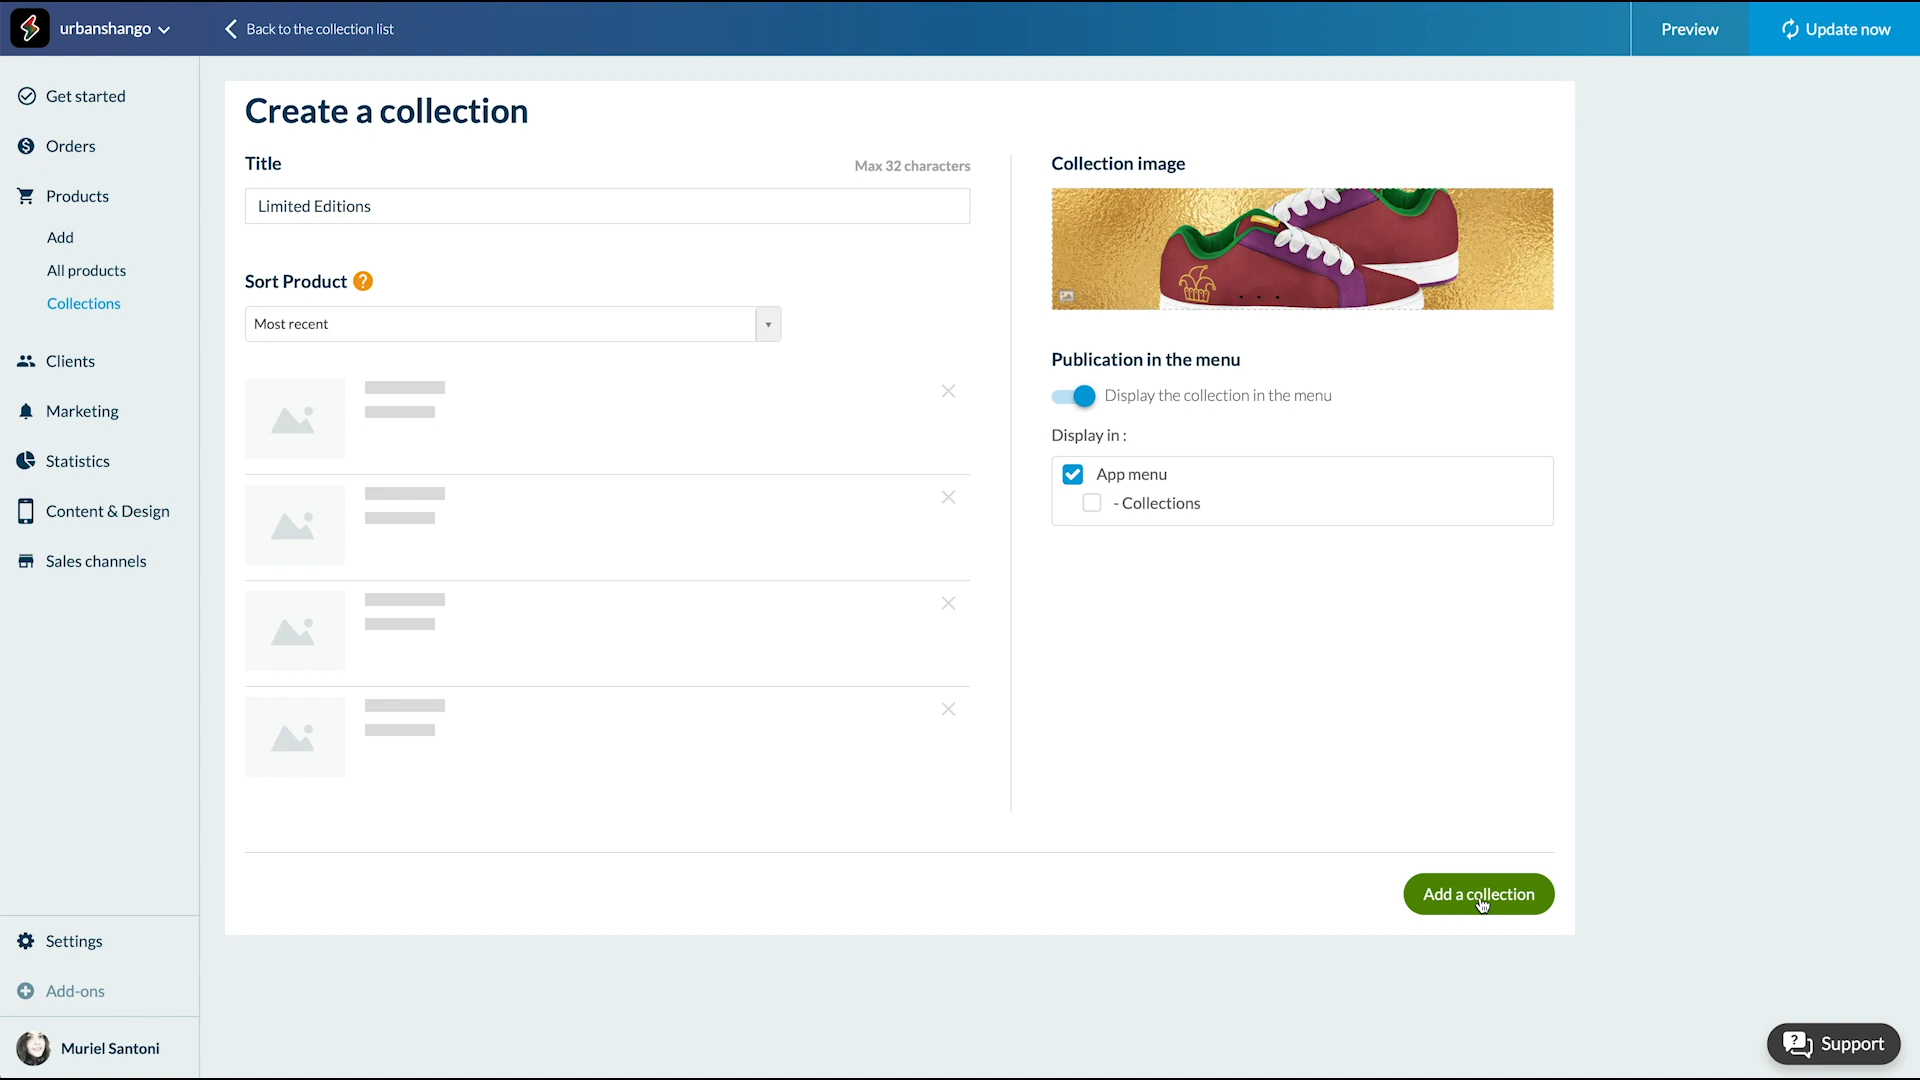 urbanshango
Back to the collection list
Preview
Update now
Get started
Orders
Products
Add
All products
Collections
Clients
Marketing
Statistics
Content & Design
Sales channels
Settings
Add-ons
Muriel Santoni
Create a collection
Title
Max 32 characters
Limited Editions
Sort Product ?
Most recent
Collection image
Publication in the menu
Display the collection in the menu
Display in :
App menu
- Collections
Add a collection
? Support